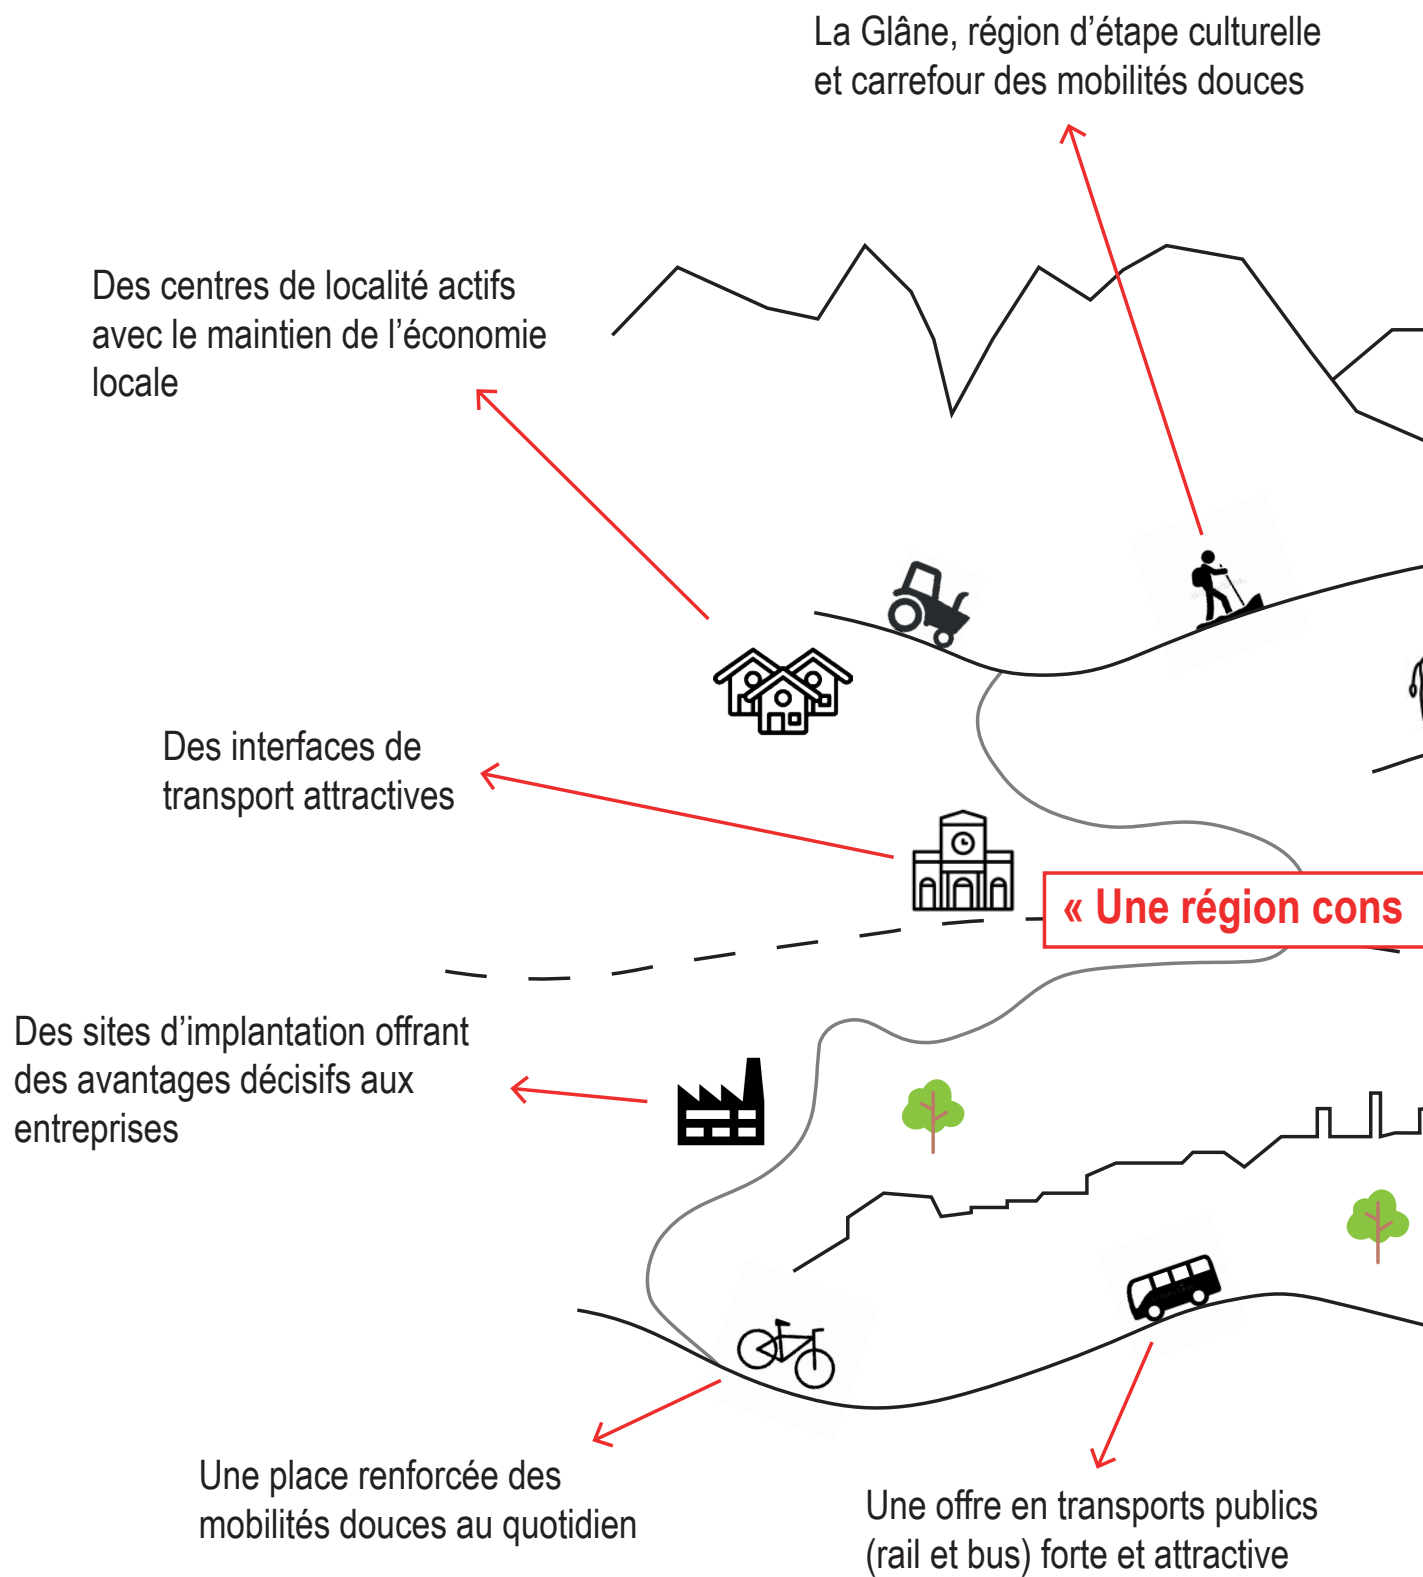 La Glâne, région d’étape culturelle
et carrefour des mobilités douces
Des centres de localité actifs
avec le maintien de l’économie
locale
Des interfaces de
transport attractives
« Une région cons
Des sites d’implantation offrant
des avantages décisifs aux
entreprises
Une place renforcée des
mobilités douces au quotidien
Une offre en transports publics
(rail et bus) forte et attractive